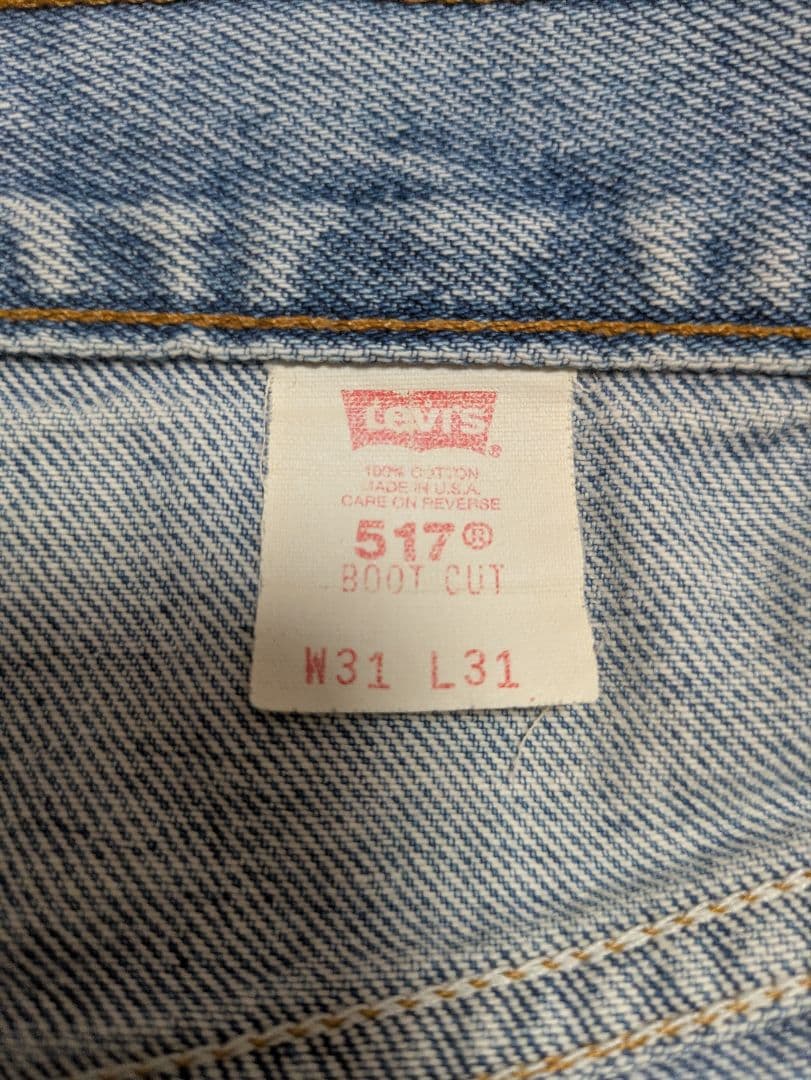 Levi's®
100% COTTON
MADE IN U.S.A.
CARE ON REVERSE
517®
BOOT CUT
W31 L31